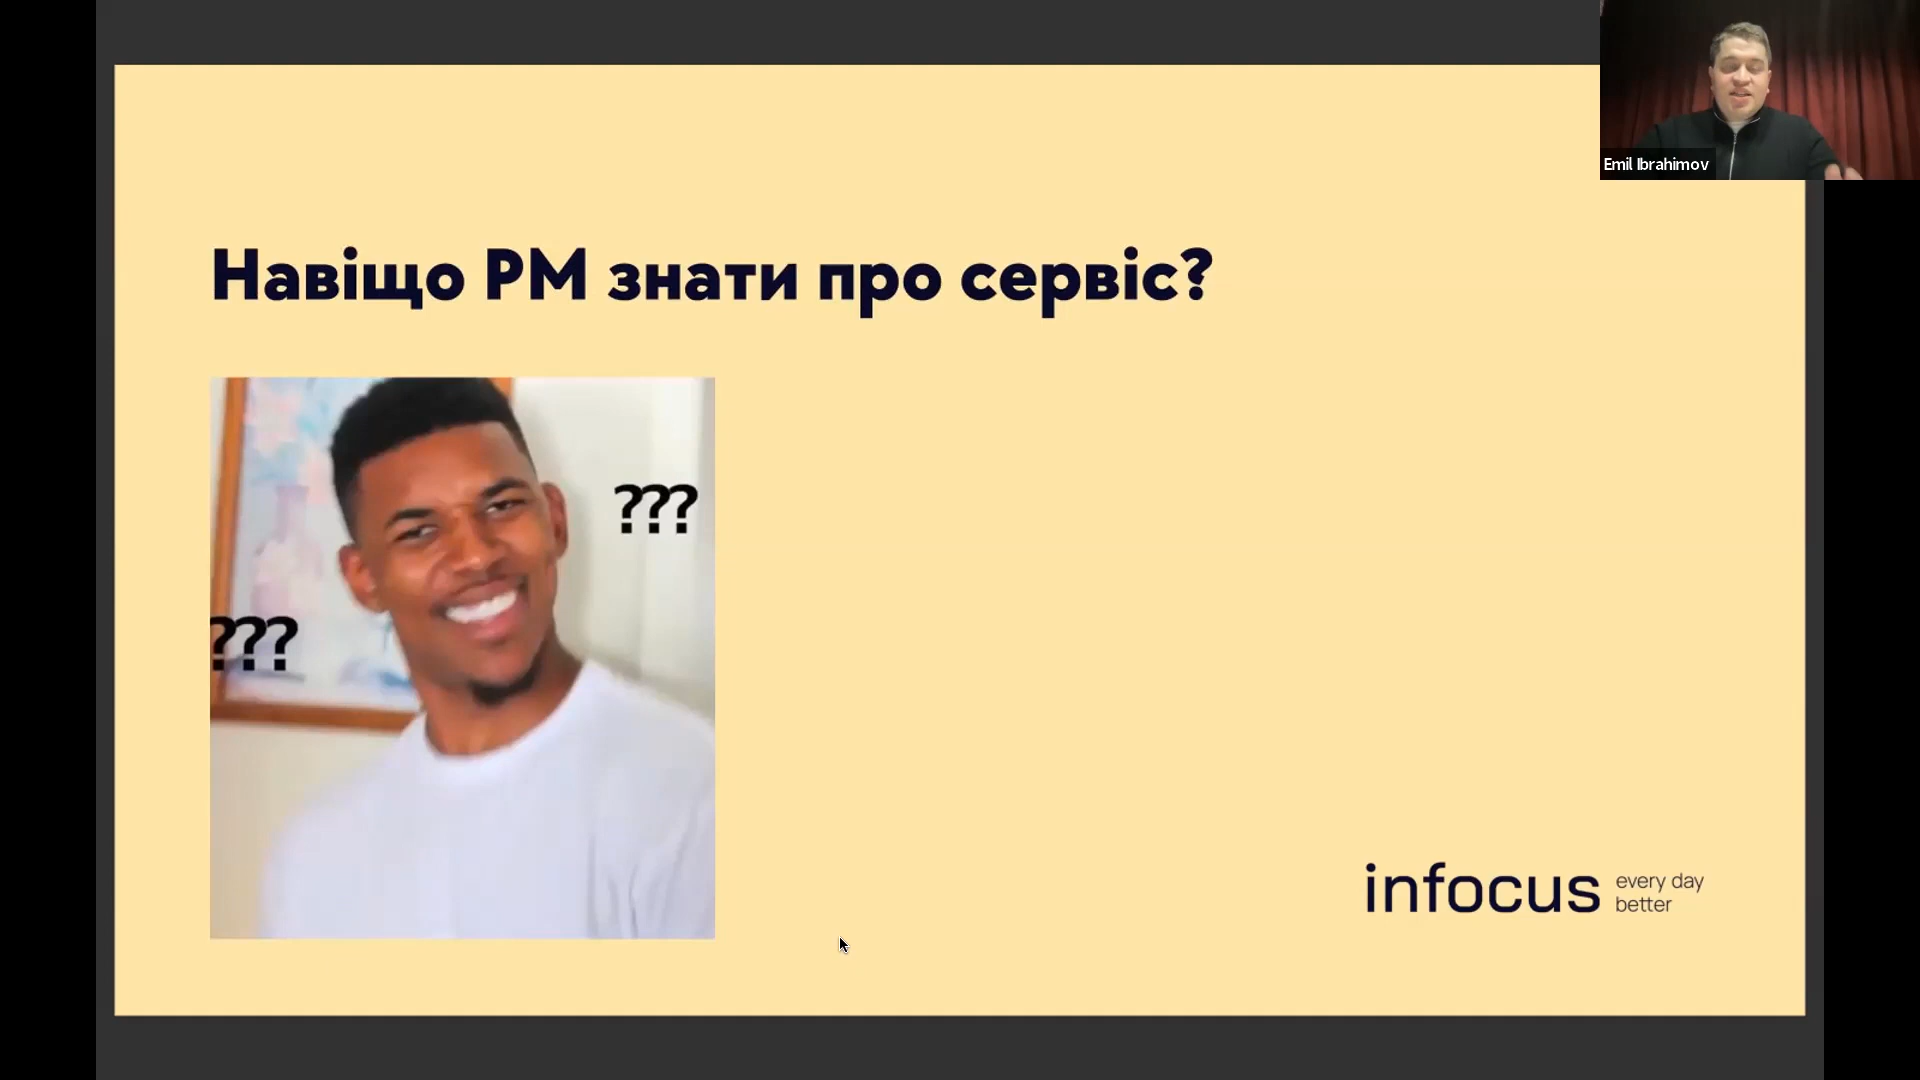 Emil Ibrahimov
Навіщо PM знати про сервіс?
???
???
infocus every day
better